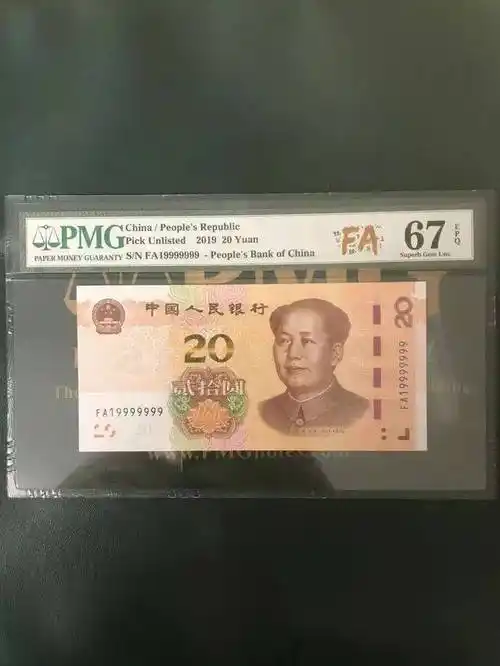 PMG
PAPER MONEY GUARANTY
China / People's Republic
Pick Unlisted 2019 20 Yuan
S/N FA19999999 - People's Bank of China
FA
67
EPQ
Superb Gem Unc
中国人民银行
20
贰拾圆
FA19999999
20
FA19999999